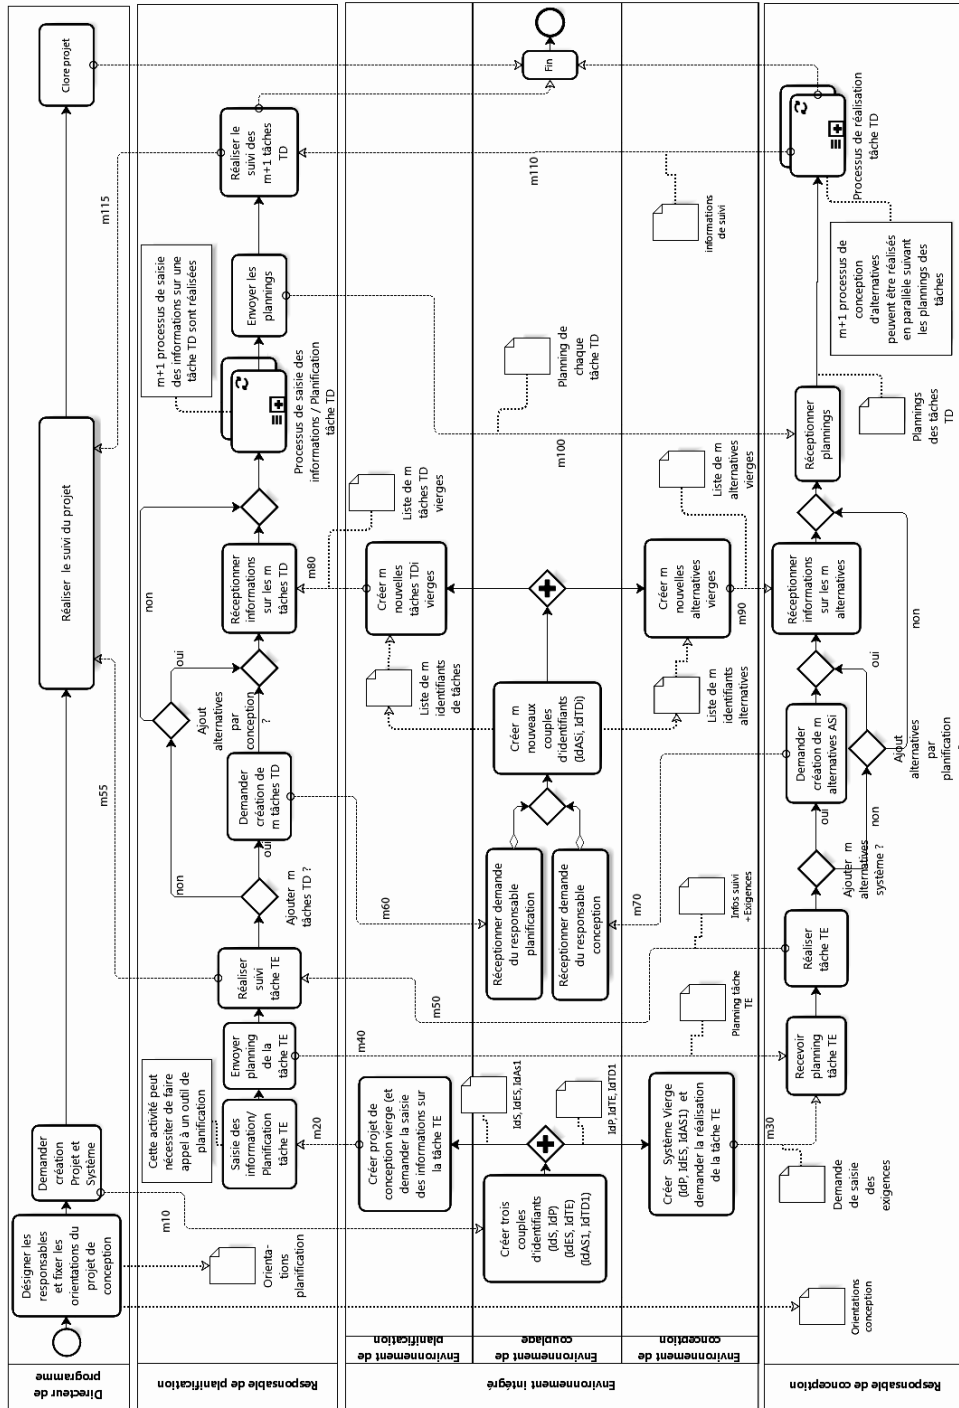 Directeur de
programme
Désigner les
responsables
et fixer les
orientations du
projet de
conception
Demander
création
Projet et
Système
Réaliser le suivi du projet
Clore projet
m10
m55
m115
Responsable de planification
Orienta-
tions
planification
Cette activité peut
nécessiter de faire
appel à un outil de
planification
Saisie des
information/
Planification
tâche TE
Envoyer
planning
de la
tâche TE
Réaliser
suivi
tâche TE
Ajouter m
tâches TD ?
non
oui
Demander
création de
m tâches TD
Ajout
alternatives
par
conception
?
oui
non
Réceptionner
informations
sur les m
tâches TD
m+1 processus de saisie
des informations sur une
tâche TD sont réalisées
Processus de saisie des
informations / Planification
tâche TD
Envoyer les
plannings
Réaliser le
suivi des
m+1 tâches
TD
m20
m40
m50
m60
m80
Environnement intégré
Environnement de
planification
Créer projet de
conception vierge (et
demander la saisie
des informations sur
la tâche TE
Liste de m
identifiants
de tâches
Créer m
nouvelles
tâches TDi
vierges
Liste de m
tâches TD
vierges
Environnement de
couplage
Créer trois
couples
d'identifiants
(IdS, IdP)
(IdES, IdTE)
(IdAS1, IdTD1)
IdS, IdES, IdAs1
IdP, IdTE, IdTD1
Réceptionner demande
du responsable
planification
Réceptionner demande
du responsable
conception
Créer m
nouveaux
couples
d'identifiants
(IdASi, IdTDi)
Planning de
chaque
tâche TD
m100
m110
Fin
Environnement de
conception
Créer Système Vierge
(IdP, IdES, IdAS1) et
demander la réalisation
de la tâche TE
Planning tâche
TE
Infos suivi
+Exigences
m70
Liste de m
identifiants
alternatives
Créer m
nouvelles
alternatives
vierges
Liste de m
alternatives
vierges
m90
informations
de suivi
Responsable de conception
Orientations
conception
Demande
de saisie
des
exigences
m30
Recevoir
planning
tâche TE
Réaliser
tâche TE
Ajouter m
alternatives
système ?
oui
non
Demander
création de m
alternatives ASi
Ajout
alternatives
par
planification
?
oui
non
Réceptionner
informations
sur les m
alternatives
Réceptionner
plannings
Plannings
des tâches
TD
m+1 processus de
conception
d'alternatives
peuvent être réalisés
en parallèle suivant
les plannings des
tâches
Processus de réalisation
tâche TD